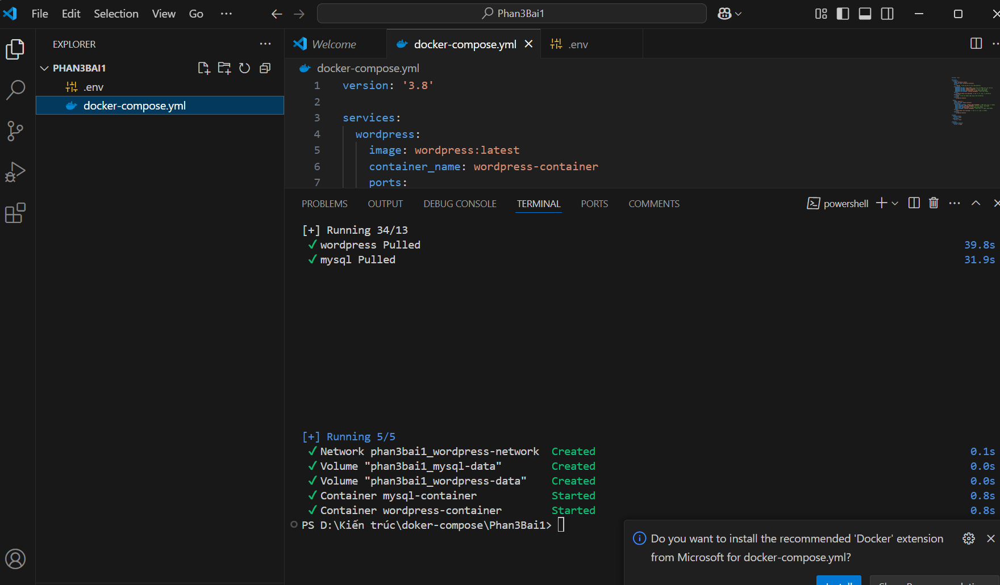 File Edit Selection View Go ···
Phan3Bai1
EXPLORER
PHAN3BAI1
.env
docker-compose.yml
Welcome
docker-compose.yml
.env
docker-compose.yml
1 version: '3.8'
2
3 services:
4 wordpress:
5 image: wordpress:latest
6 container_name: wordpress-container
7 ports:
PROBLEMS OUTPUT DEBUG CONSOLE TERMINAL PORTS COMMENTS
powershell
[+] Running 34/13
✓ wordpress Pulled 39.8s
✓ mysql Pulled 31.9s
[+] Running 5/5
✓ Network phan3bai1_wordpress-network Created 0.1s
✓ Volume "phan3bai1_mysql-data" Created 0.0s
✓ Volume "phan3bai1_wordpress-data" Created 0.0s
✓ Container mysql-container Started 0.8s
✓ Container wordpress-container Started 0.8s
PS D:\Kiến trúc\doker-compose\Phan3Bai1>
Do you want to install the recommended 'Docker' extension
from Microsoft for docker-compose.yml?